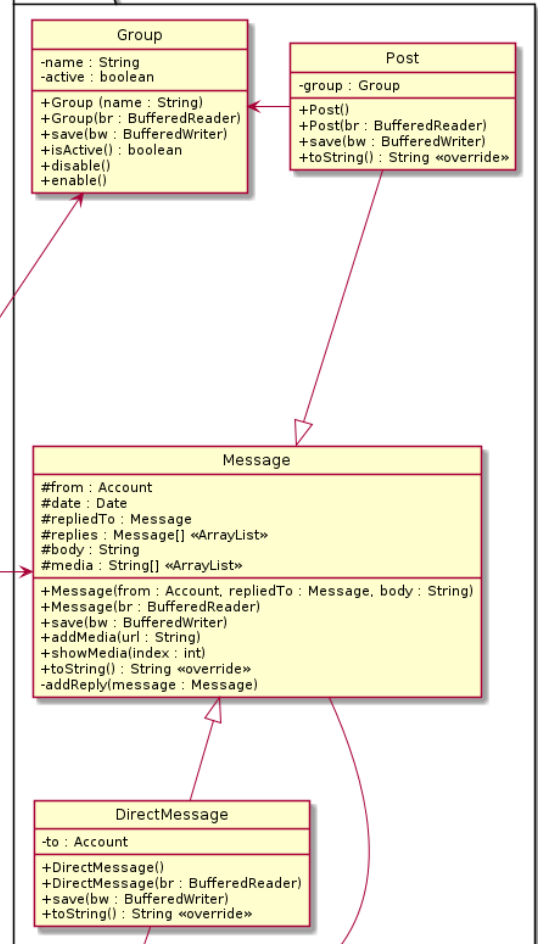 Group
-name : String
-active : boolean
+Group (name : String)
+Group(br : BufferedReader)
+save(bw : BufferedWriter)
+isActive() : boolean
+disable()
+enable()
Post
-group : Group
+Post()
+Post(br : BufferedReader)
+save(bw : BufferedWriter)
+toString() : String «override»
Message
#from : Account
#date : Date
#repliedTo : Message
#replies : Message[] «ArrayList»
#body : String
#media : String[] «ArrayList»
+Message(from : Account, repliedTo : Message, body : String)
+Message(br : BufferedReader)
+save(bw : BufferedWriter)
+addMedia(url : String)
+showMedia(index : int)
+toString() : String «override»
-addReply(message : Message)
DirectMessage
-to : Account
+DirectMessage()
+DirectMessage(br : BufferedReader)
+save(bw : BufferedWriter)
+toString() : String «override»